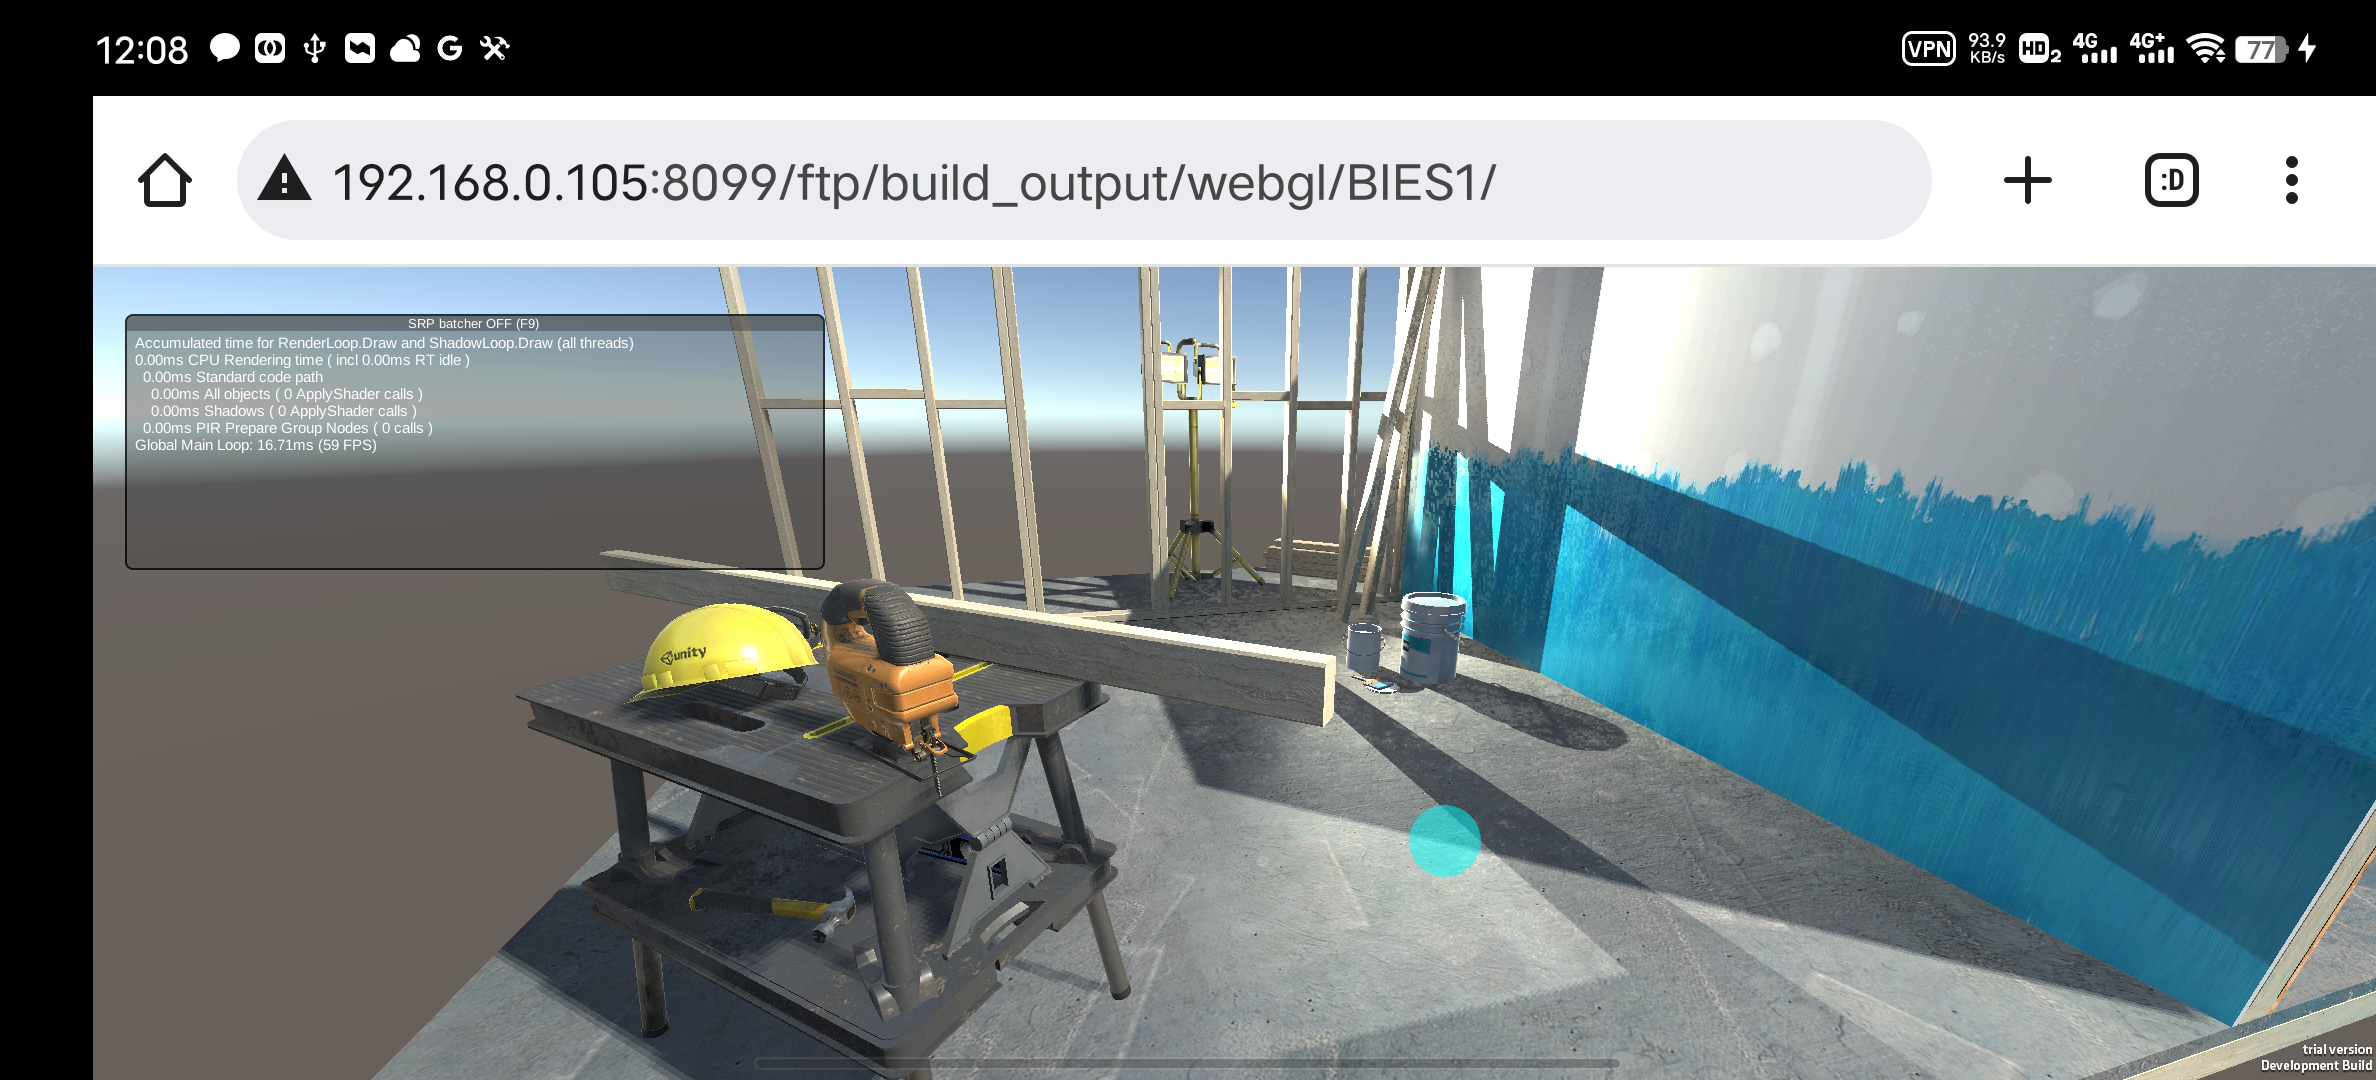 12:08
VPN 93.9 KB/s HD 2 4G 4G+ 77
192.168.0.105:8099/ftp/build_output/webgl/BIES1/
:D
SRP batcher OFF (F9)
Accumulated time for RenderLoop.Draw and ShadowLoop.Draw (all threads)
0.00ms CPU Rendering time ( incl 0.00ms RT idle )
0.00ms Standard code path
0.00ms All objects ( 0 ApplyShader calls )
0.00ms Shadows ( 0 ApplyShader calls )
0.00ms PIR Prepare Group Nodes ( 0 calls )
Global Main Loop: 16.71ms (59 FPS)
unity
trial version
Development Build